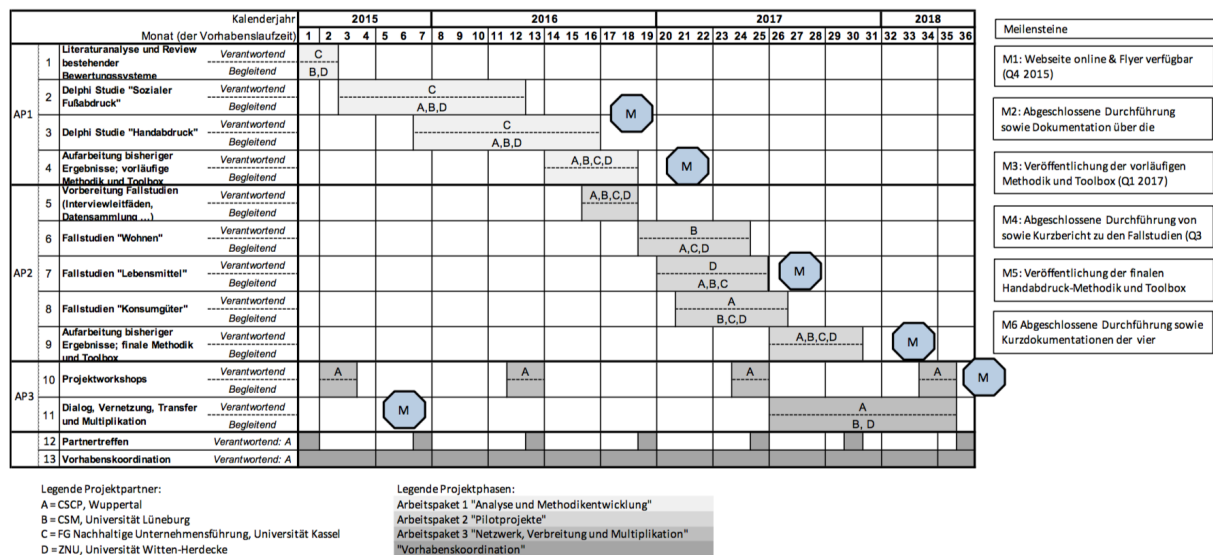 Kalenderjahr 2015 2016 2017 2018
Monat (der Vorhabenslaufzeit) 1 2 3 4 5 6 7 8 9 10 11 12 13 14 15 16 17 18 19 20 21 22 23 24 25 26 27 28 29 30 31 32 33 34 35 36
AP1
1 Literaturanalyse und Review bestehender Bewertungssysteme
Verantwortend C
Begleitend B,D
2 Delphi Studie "Sozialer Fußabdruck"
Verantwortend C
Begleitend A,B,D
M
3 Delphi Studie "Handabdruck"
Verantwortend C
Begleitend A,B,D
4 Aufarbeitung bisheriger Ergebnisse; vorläufige Methodik und Toolbox
Verantwortend A,B,C,D
Begleitend
M
AP2
5 Vorbereitung Fallstudien (Interviewleitfäden, Datensammlung ...)
Verantwortend A,B,C,D
Begleitend
6 Fallstudien "Wohnen"
Verantwortend B
Begleitend A,C,D
7 Fallstudien "Lebensmittel"
Verantwortend D
Begleitend A,B,C
M
8 Fallstudien "Konsumgüter"
Verantwortend A
Begleitend B,C,D
9 Aufarbeitung bisheriger Ergebnisse; finale Methodik und Toolbox
Verantwortend A,B,C,D
Begleitend
M
AP3
10 Projektworkshops
Verantwortend A A A A
Begleitend
M
11 Dialog, Vernetzung, Transfer und Multiplikation
Verantwortend A
Begleitend B, D
M
12 Partnertreffen Verantwortend: A
13 Vorhabenskoordination Verantwortend: A
Meilensteine
M1: Webseite online & Flyer verfügbar
(Q4 2015)
M2: Abgeschlossene Durchführung
sowie Dokumentation über die
M3: Veröffentlichung der vorläufigen
Methodik und Toolbox (Q1 2017)
M4: Abgeschlossene Durchführung von
sowie Kurzbericht zu den Fallstudien (Q3
M5: Veröffentlichung der finalen
Handabdruck-Methodik und Toolbox
M6 Abgeschlossene Durchführung sowie
Kurzdokumentationen der vier
Legende Projektpartner:
A = CSCP, Wuppertal
B = CSM, Universität Lüneburg
C = FG Nachhaltige Unternehmensführung, Universität Kassel
D = ZNU, Universität Witten-Herdecke
Legende Projektphasen:
Arbeitspaket 1 "Analyse und Methodikentwicklung"
Arbeitspaket 2 "Pilotprojekte"
Arbeitspaket 3 "Netzwerk, Verbreitung und Multiplikation"
"Vorhabenskoordination"